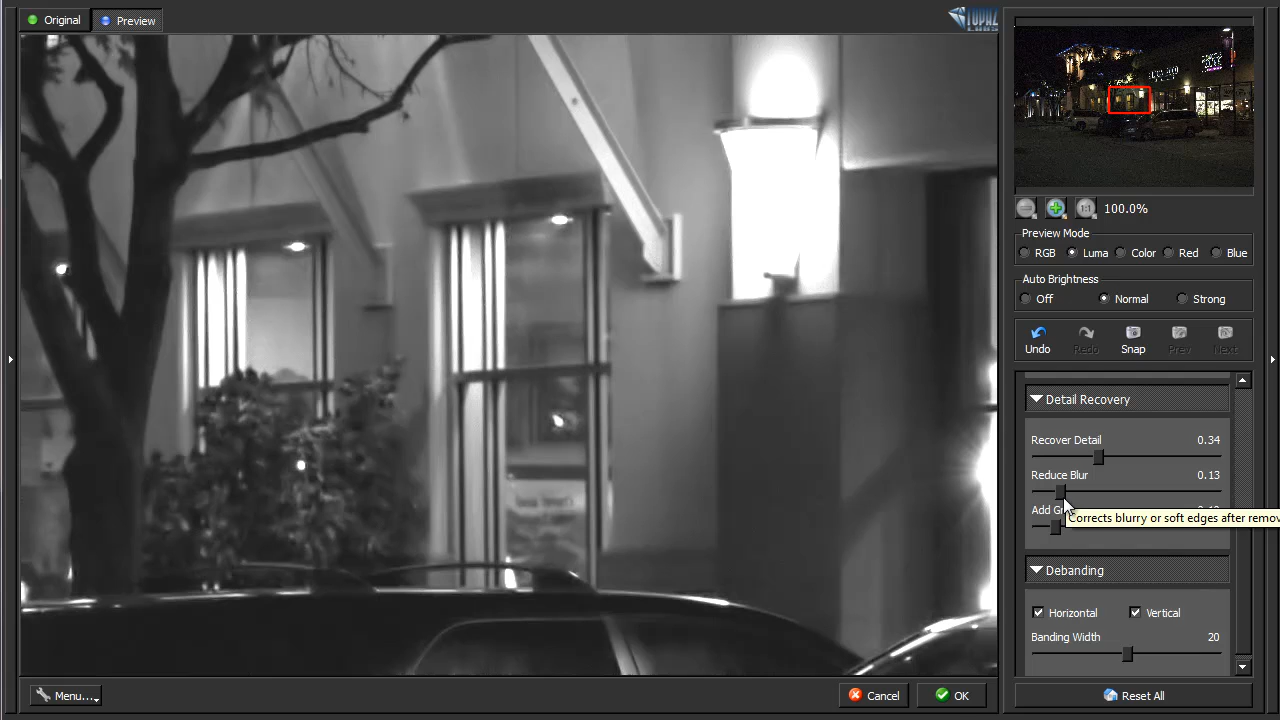 Original
Preview
TOPAZ
100.0%
Preview Mode
RGB Luma Color Red Blue
Auto Brightness
Off Normal Strong
Undo Redo Snap Prev Next
Detail Recovery
Recover Detail 0.34
Reduce Blur 0.13
Corrects blurry or soft edges after remov
Debanding
Horizontal Vertical
Banding Width 20
Menu...
Cancel
OK
Reset All